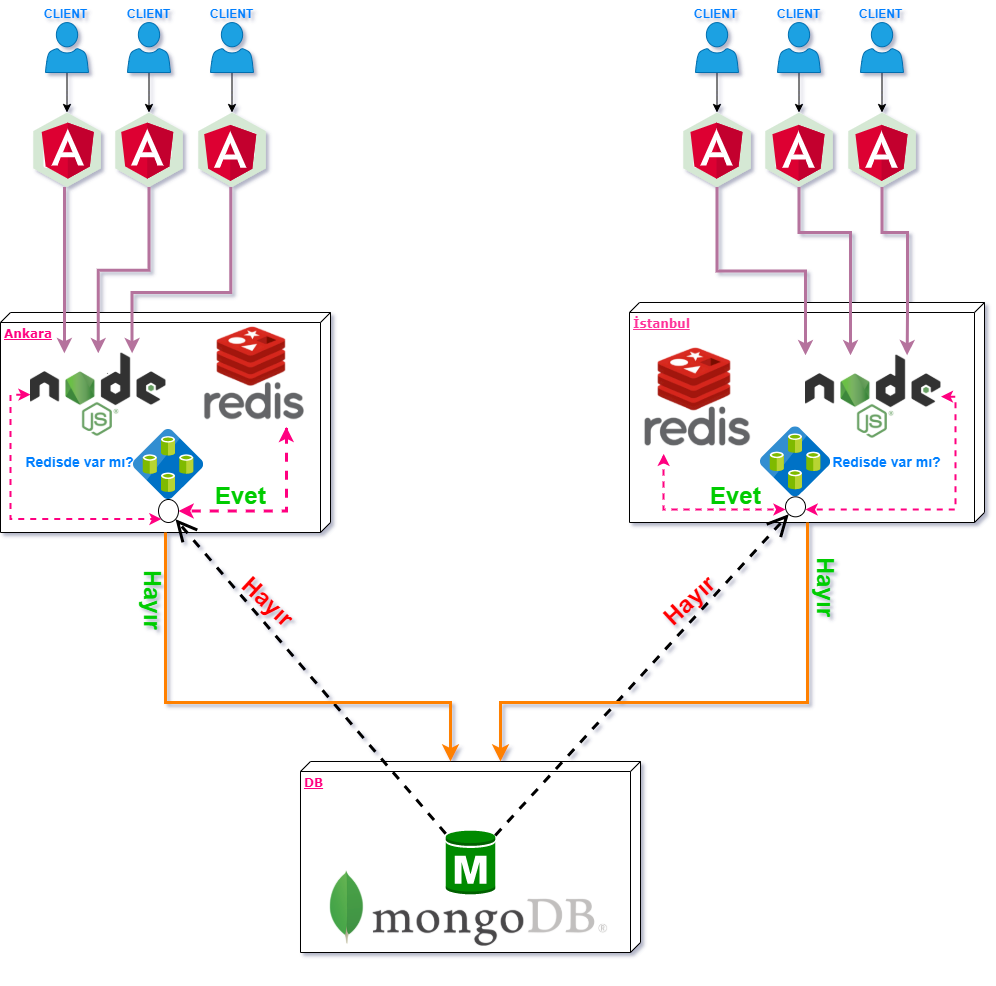 CLIENT
CLIENT
CLIENT
CLIENT
CLIENT
CLIENT
A
A
A
A
A
A
Ankara
node
JS®
redis
Redisde var mı?
Evet
İstanbul
redis
node
JS®
Redisde var mı?
Evet
Hayır
Hayır
Hayır
Hayır
DB
M
mongoDB®